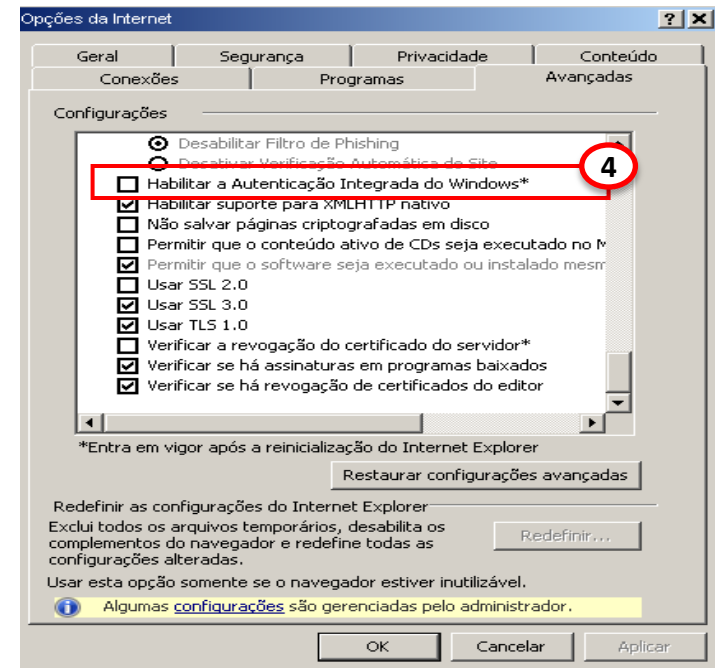 Opções da Internet
Geral Segurança Privacidade Conteúdo
Conexões Programas Avançadas
Configurações
Desabilitar Filtro de Phishing
Desativar Verificação Automática de Site
4
Habilitar a Autenticação Integrada do Windows*
Habilitar suporte para XMLHTTP nativo
Não salvar páginas criptografadas em disco
Permitir que o conteúdo ativo de CDs seja executado no M
Permitir que o software seja executado ou instalado mesm
Usar SSL 2.0
Usar SSL 3.0
Usar TLS 1.0
Verificar a revogação do certificado do servidor*
Verificar se há assinaturas em programas baixados
Verificar se há revogação de certificados do editor
*Entra em vigor após a reinicialização do Internet Explorer
Restaurar configurações avançadas
Redefinir as configurações do Internet Explorer
Exclui todos os arquivos temporários, desabilita os
complementos do navegador e redefine todas as
configurações alteradas.
Redefinir...
Usar esta opção somente se o navegador estiver inutilizável.
Algumas configurações são gerenciadas pelo administrador.
OK Cancelar Aplicar